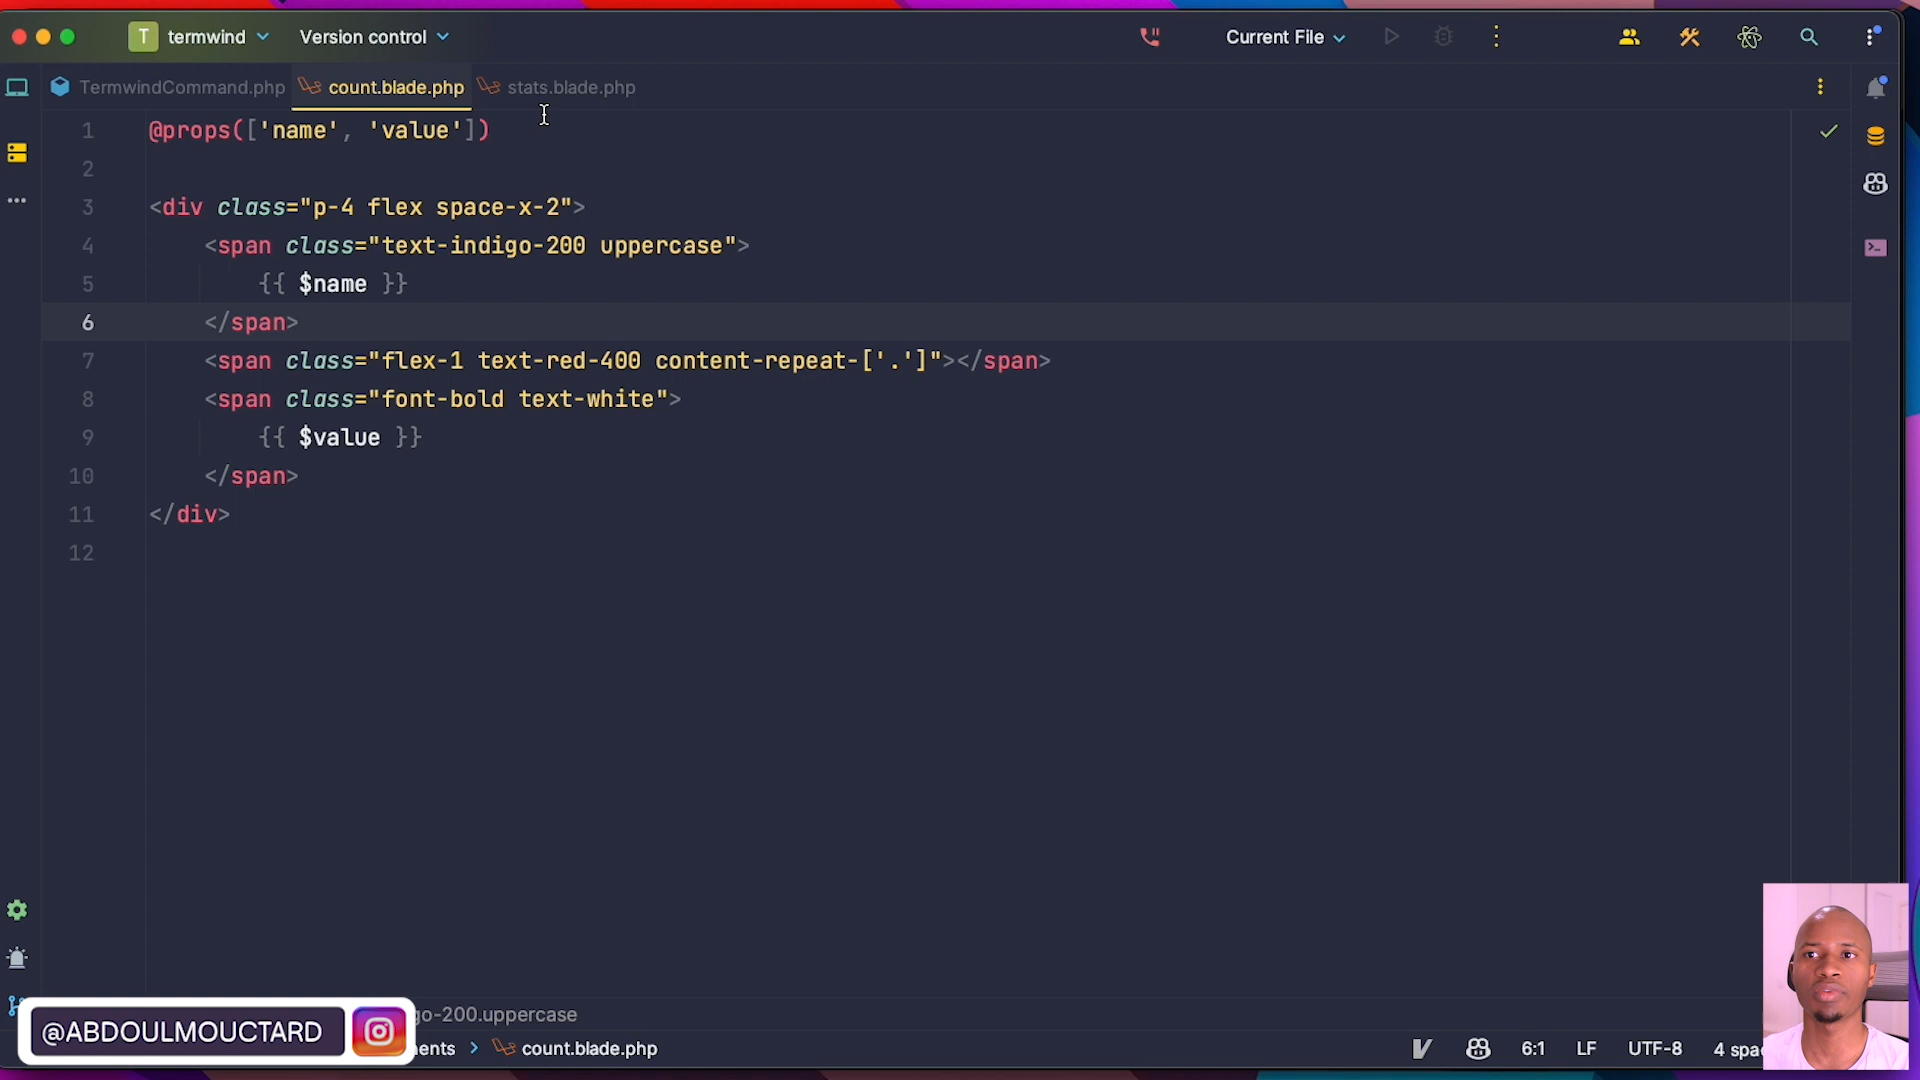 T termwind Version control Current File
TermwindCommand.php count.blade.php stats.blade.php
1 @props(['name', 'value'])
2
3 <div class="p-4 flex space-x-2">
4 <span class="text-indigo-200 uppercase">
5 {{ $name }}
6 </span>
7 <span class="flex-1 text-red-400 content-repeat-['.']"></span>
8 <span class="font-bold text-white">
9 {{ $value }}
10 </span>
11 </div>
12
go-200.uppercase
@ABDOULMOUCTARD
nents > count.blade.php 6:1 LF UTF-8 4 spac